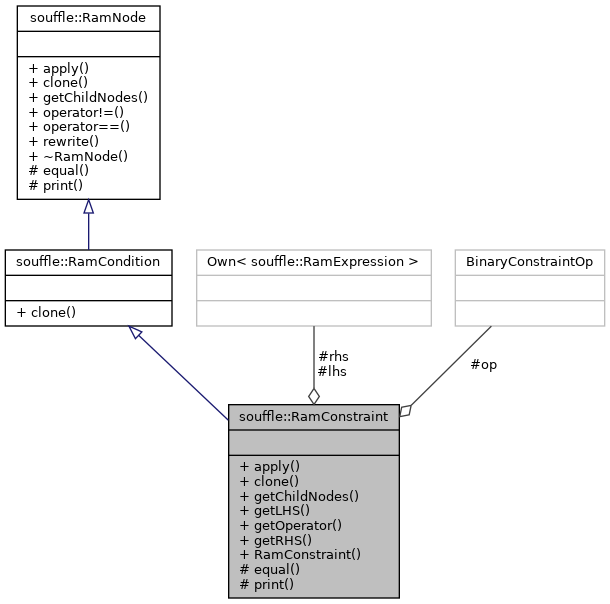 souffle::RamNode
+ apply()
+ clone()
+ getChildNodes()
+ operator!=()
+ operator==()
+ rewrite()
+ ~RamNode()
# equal()
# print()
souffle::RamCondition
+ clone()
Own< souffle::RamExpression >
BinaryConstraintOp
#rhs
#lhs
#op
souffle::RamConstraint
+ apply()
+ clone()
+ getChildNodes()
+ getLHS()
+ getOperator()
+ getRHS()
+ RamConstraint()
# equal()
# print()